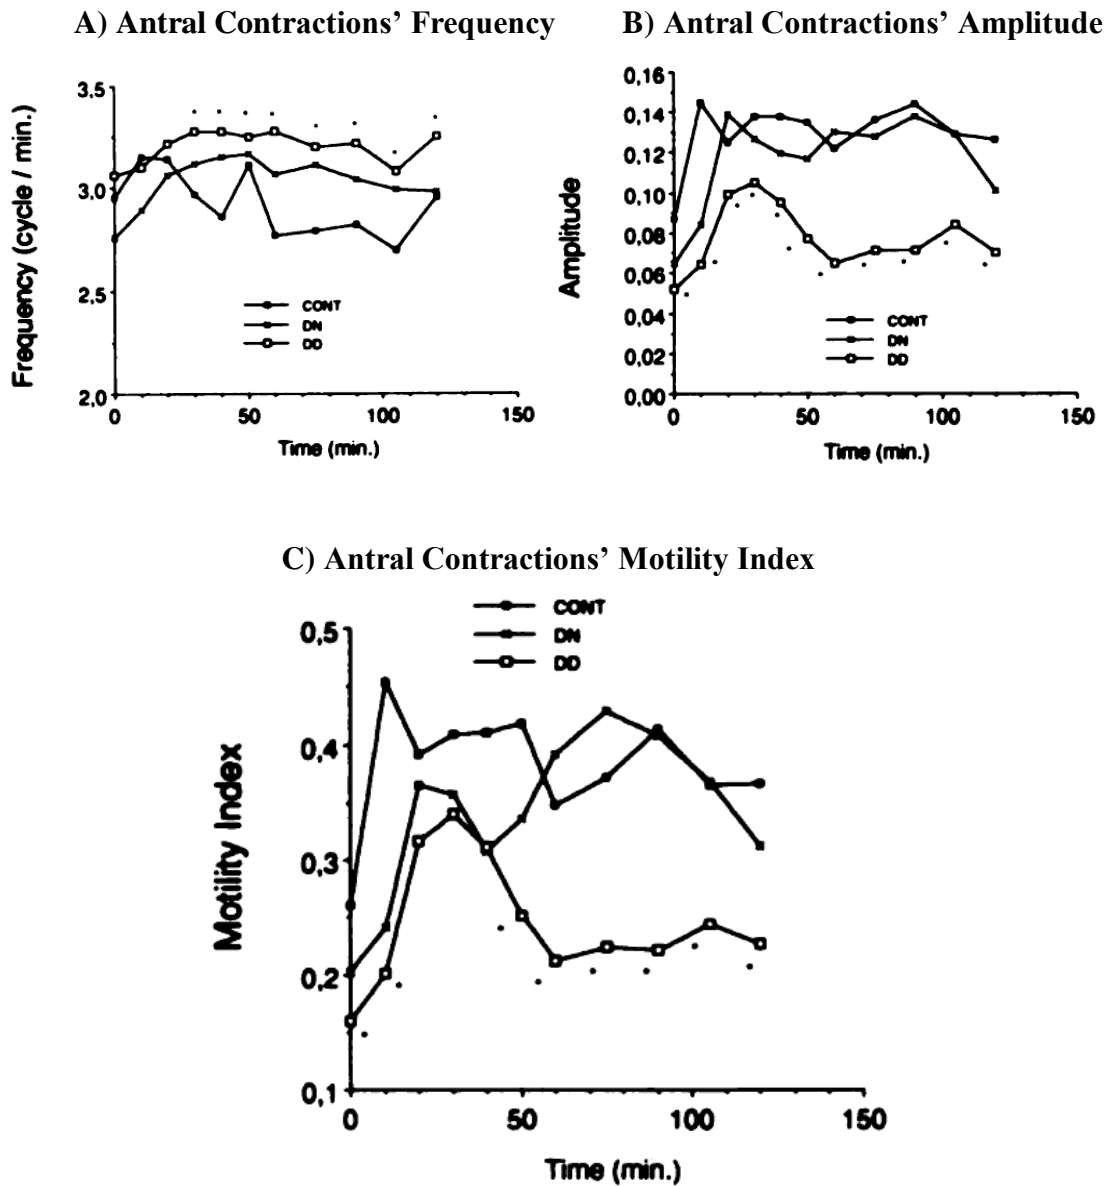 A) Antral Contractions’ Frequency
3.5
3.0
2.5
2,0
0
50
100
150
Frequency (cycle / min.)
Time (min.)
CONT
DN
DD
B) Antral Contractions’ Amplitude
0,16
0,14
0,12
0,10
0,08
0,06
0,04
0,02
0,00
0
50
100
150
Amplitude
Time (min.)
CONT
DN
DD
C) Antral Contractions’ Motility Index
CONT
DN
DD
0,5
0,4
0,3
0,2
0,1
0
50
100
150
Motility Index
Time (min.)